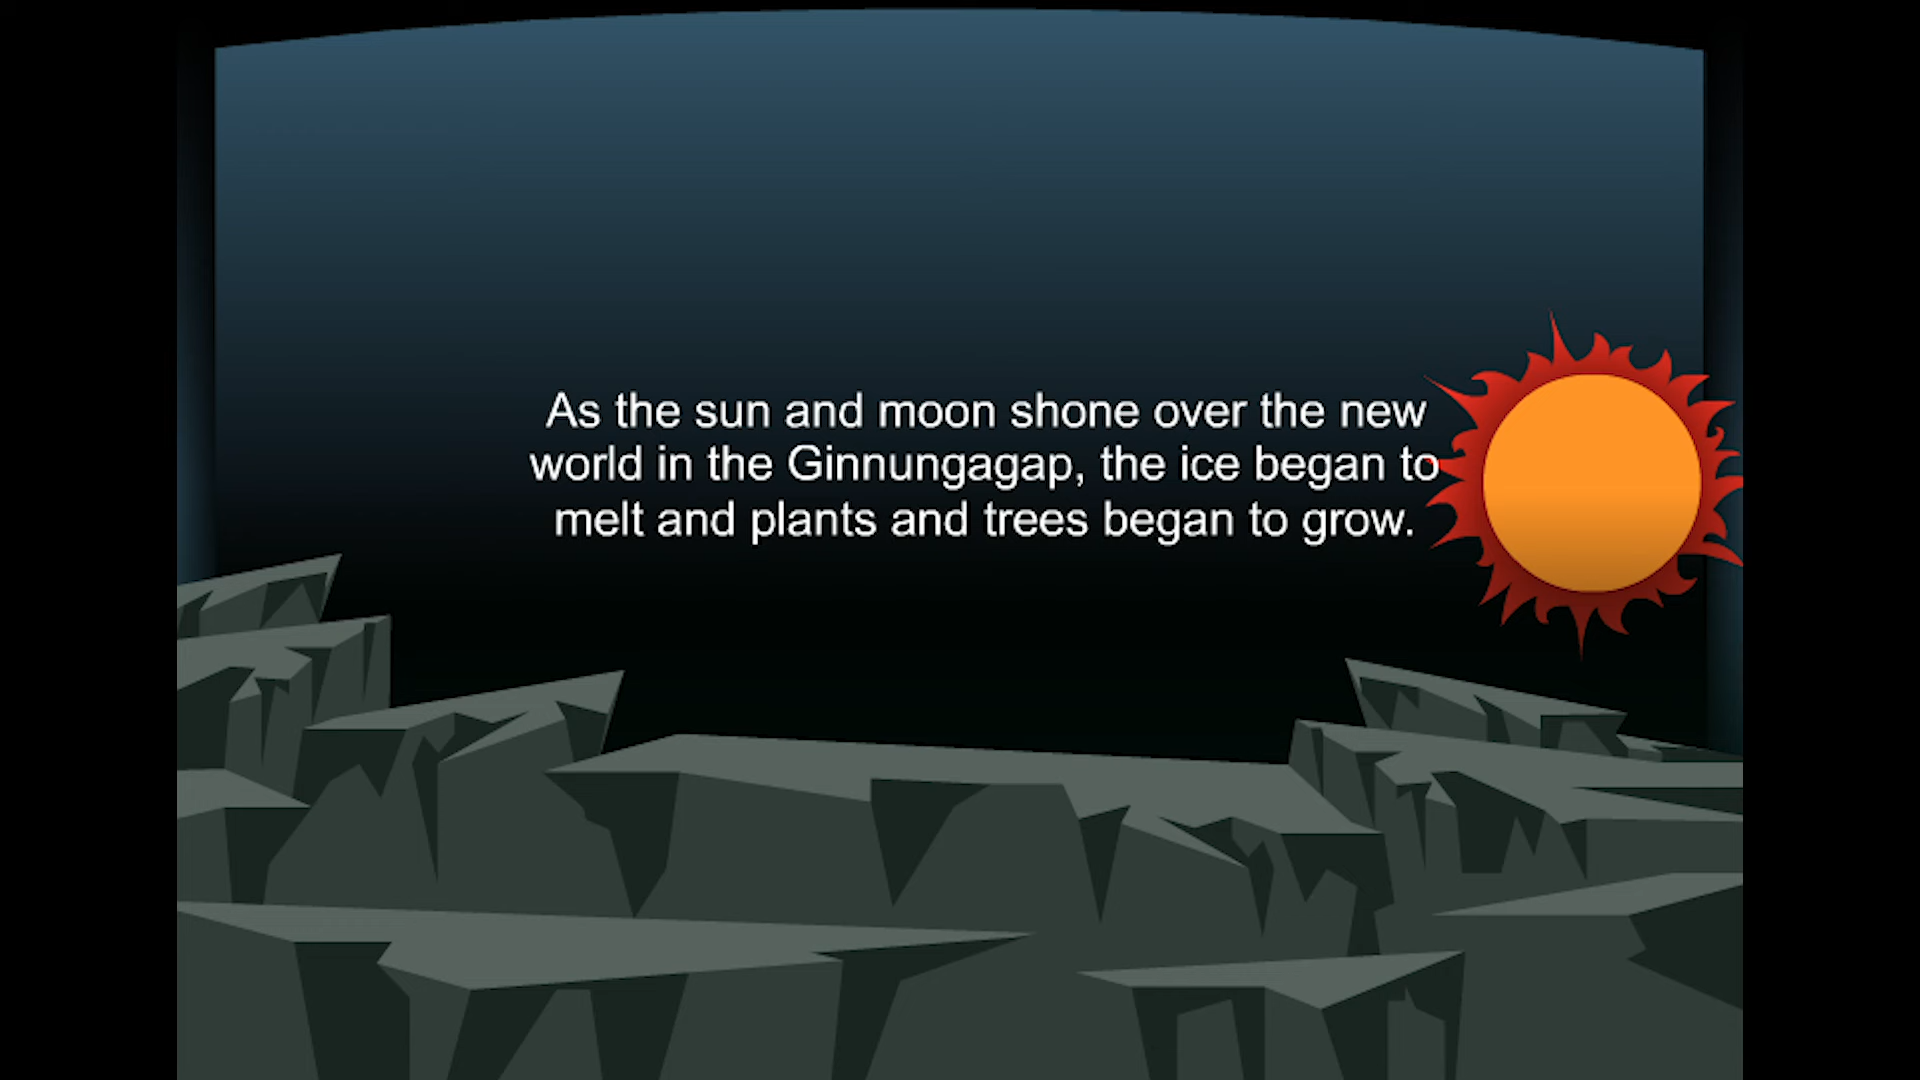 As the sun and moon shone over the new
world in the Ginnungagap, the ice began to
melt and plants and trees began to grow.